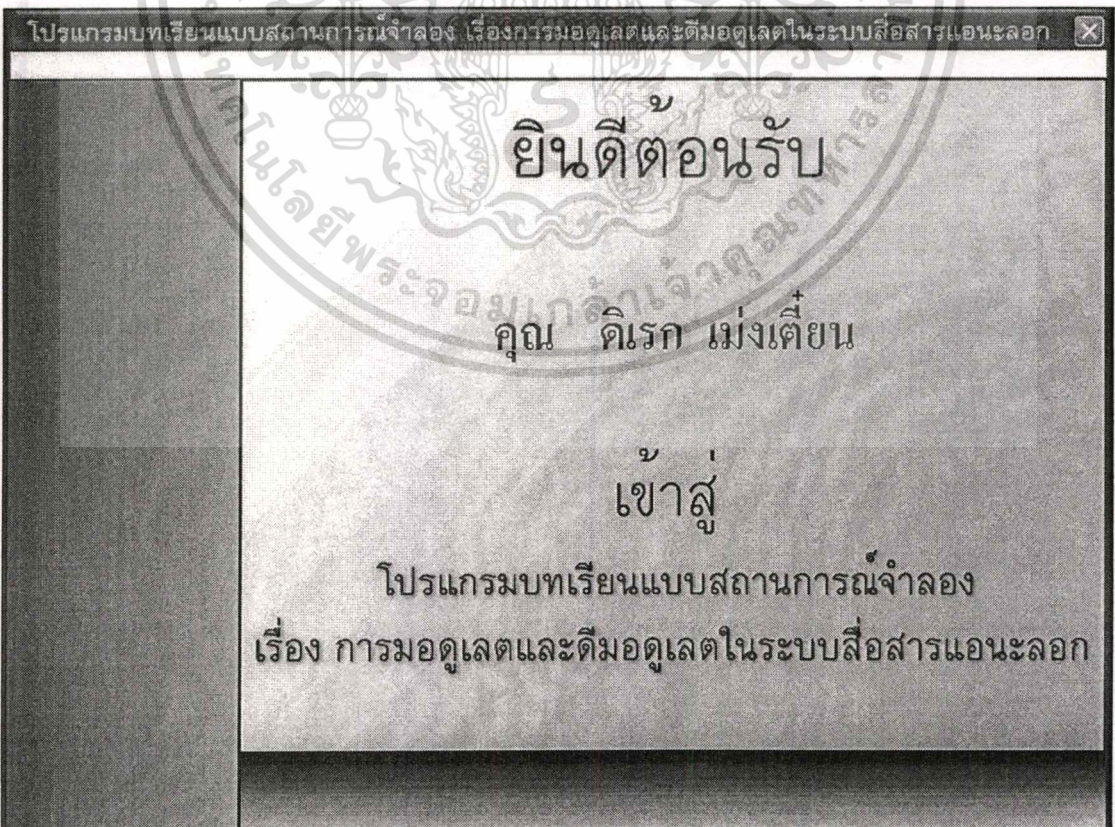 โปรแกรมบทเรียนแบบสถานการณ์จำลอง เรื่องการมอดูเลตและดีมอดูเลตในระบบสื่อสารแอนะลอก
ยินดีต้อนรับ
คุณ ดิเรก เม่งเตี๋ยน
เข้าสู่
โปรแกรมบทเรียนแบบสถานการณ์จำลอง
เรื่อง การมอดูเลตและดีมอดูเลตในระบบสื่อสารแอนะลอก